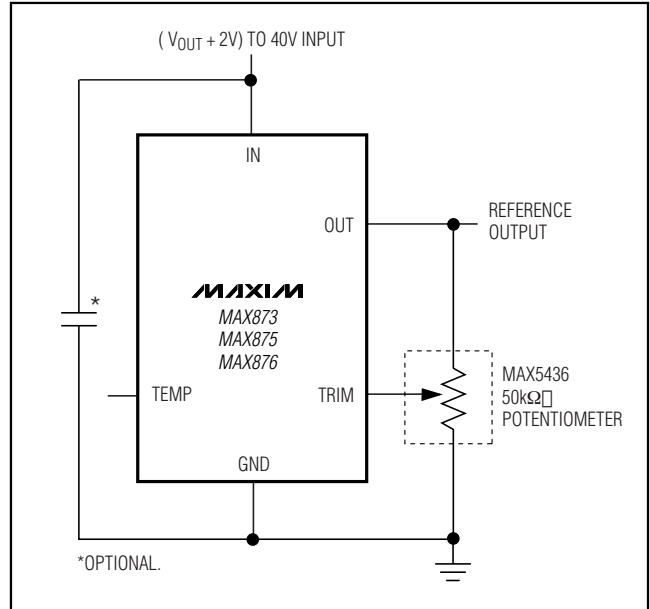 ( VOUT + 2V) TO 40V INPUT
IN
OUT
REFERENCE
OUTPUT
MAXIM
MAX873
MAX875
MAX876
*
TEMP
TRIM
MAX5436
50kΩ▯
POTENTIOMETER
GND
*OPTIONAL.